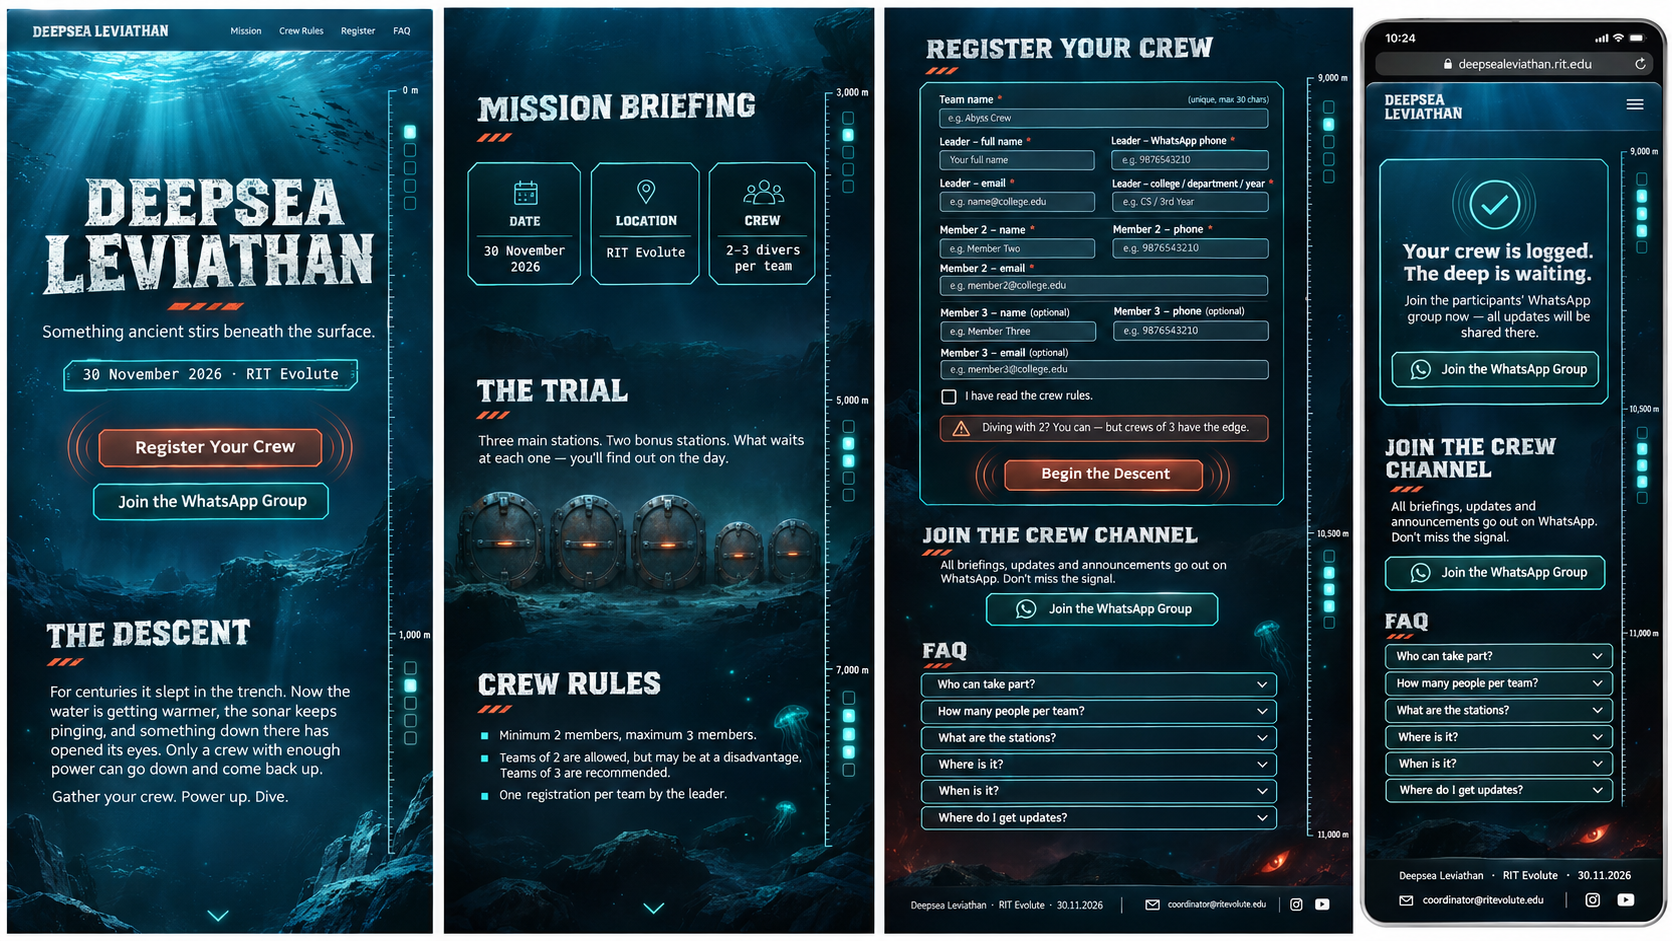 DEEPSEA LEVIATHAN
Mission
Crew Rules
Register
FAQ
0 m
DEEPSEA
LEVIATHAN
Something ancient stirs beneath the surface.
30 November 2026 · RIT Evolute
Register Your Crew
Join the WhatsApp Group
1,000 m
THE DESCENT
For centuries it slept in the trench. Now the
water is getting warmer, the sonar keeps
pinging, and something down there has
opened its eyes. Only a crew with enough
power can go down and come back up.
Gather your crew. Power up. Dive.
3,000 m
MISSION BRIEFING
DATE
30 November
2026
LOCATION
RIT Evolute
CREW
2–3 divers
per team
THE TRIAL
5,000 m
Three main stations. Two bonus stations. What waits
at each one — you'll find out on the day.
7,000 m
CREW RULES
Minimum 2 members, maximum 3 members.
Teams of 2 are allowed, but may be at a disadvantage,
Teams of 3 are recommended.
One registration per team by the leader.
REGISTER YOUR CREW
9,000 m
Team name *
(unique, max 30 chars)
e.g. Abyss Crew
Leader – full name *
Leader – WhatsApp phone *
Your full name
e.g. 9876543210
Leader – email *
Leader – college / department / year *
e.g. name@college.edu
e.g. CS / 3rd Year
Member 2 – name *
Member 2 – phone *
e.g. Member Two
e.g. 9876543210
Member 2 – email *
e.g. member2@college.edu
Member 3 – name (optional)
Member 3 – phone (optional)
e.g. Member Three
e.g. 9876543210
Member 3 – email (optional)
e.g. member3@college.edu
I have read the crew rules.
Diving with 2? You can — but crews of 3 have the edge.
Begin the Descent
JOIN THE CREW CHANNEL
10,500 m
All briefings, updates and announcements go out on
WhatsApp. Don't miss the signal.
Join the WhatsApp Group
FAQ
Who can take part?
How many people per team?
What are the stations?
Where is it?
When is it?
Where do I get updates?
11,000 m
Deepsea Leviathan · RIT Evolute · 30.11.2026
coordinator@ritevolute.edu
10:24
deepsealeviathan.rit.edu
DEEPSEA
LEVIATHAN
9,000 m
Your crew is logged.
The deep is waiting.
Join the participants' WhatsApp
group now — all updates will be
shared there.
Join the WhatsApp Group
10,500 m
JOIN THE CREW
CHANNEL
All briefings, updates and
announcements go out on WhatsApp.
Don't miss the signal.
Join the WhatsApp Group
FAQ
11,000 m
Who can take part?
How many people per team?
What are the stations?
Where is it?
When is it?
Where do I get updates?
Deepsea Leviathan · RIT Evolute · 30.11.2026
coordinator@ritevolute.edu